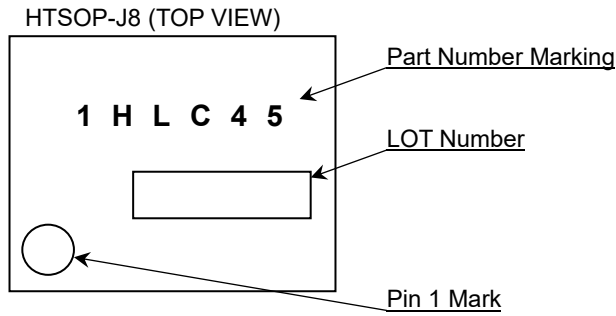 HTSOP-J8 (TOP VIEW)
Part Number Marking
1 H L C 4 5
LOT Number
Pin 1 Mark